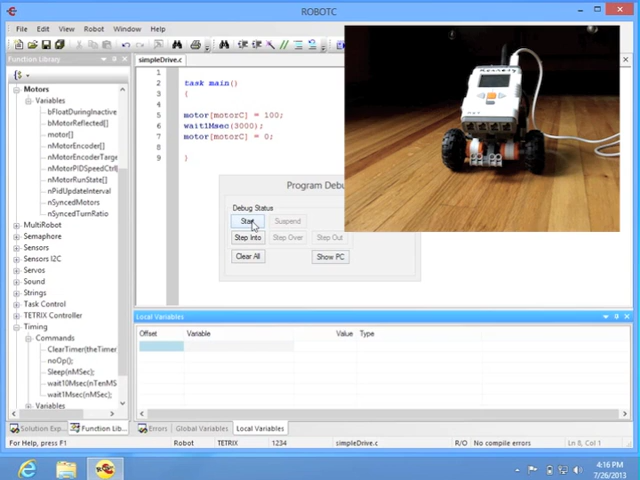 ROBOTC
File Edit View Robot Window Help
Function Library
simpleDrive.c
Motors
Variables
bFloatDuringInactive
bMotorReflected[]
motor[]
nMotorEncoder[]
nMotorEncoderTarge
nMotorPIDSpeedCtrl[
nMotorRunState[]
nPidUpdateInterval
nSyncedMotors
nSyncedTurnRatio
MultiRobot
Semaphore
Sensors
Sensors I2C
Servos
Sound
Strings
Task Control
TETRIX Controller
Timing
Commands
ClearTimer(theTimer
noOp();
Sleep(nMSec);
wait10Msec(nTenMS
wait1Msec(nMSec);
Variables
1
2 task main()
3 {
4
5 motor[motorC] = 100;
6 wait1Msec(3000);
7 motor[motorC] = 0;
8
9 }
Program Debu
Debug Status
Start Suspend
Step Into Step Over Step Out
Clear All Show PC
Local Variables
Offset Variable Value Type
Solution Exp... Function Lib...
Errors Global Variables Local Variables
For Help, press F1 Robot TETRIX 1234 simpleDrive.c R/O No compile errors Ln 8, Col 1
4:16 PM
7/26/2013